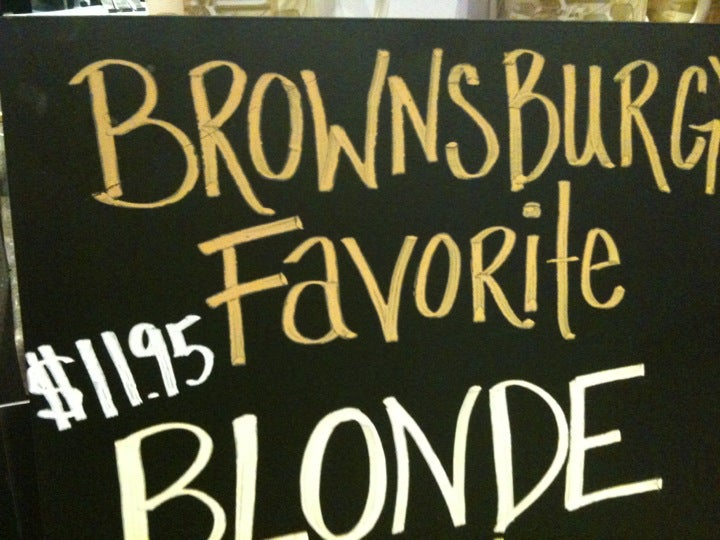 BROWNSBURG'
Favorite
$11.95
BLONDE